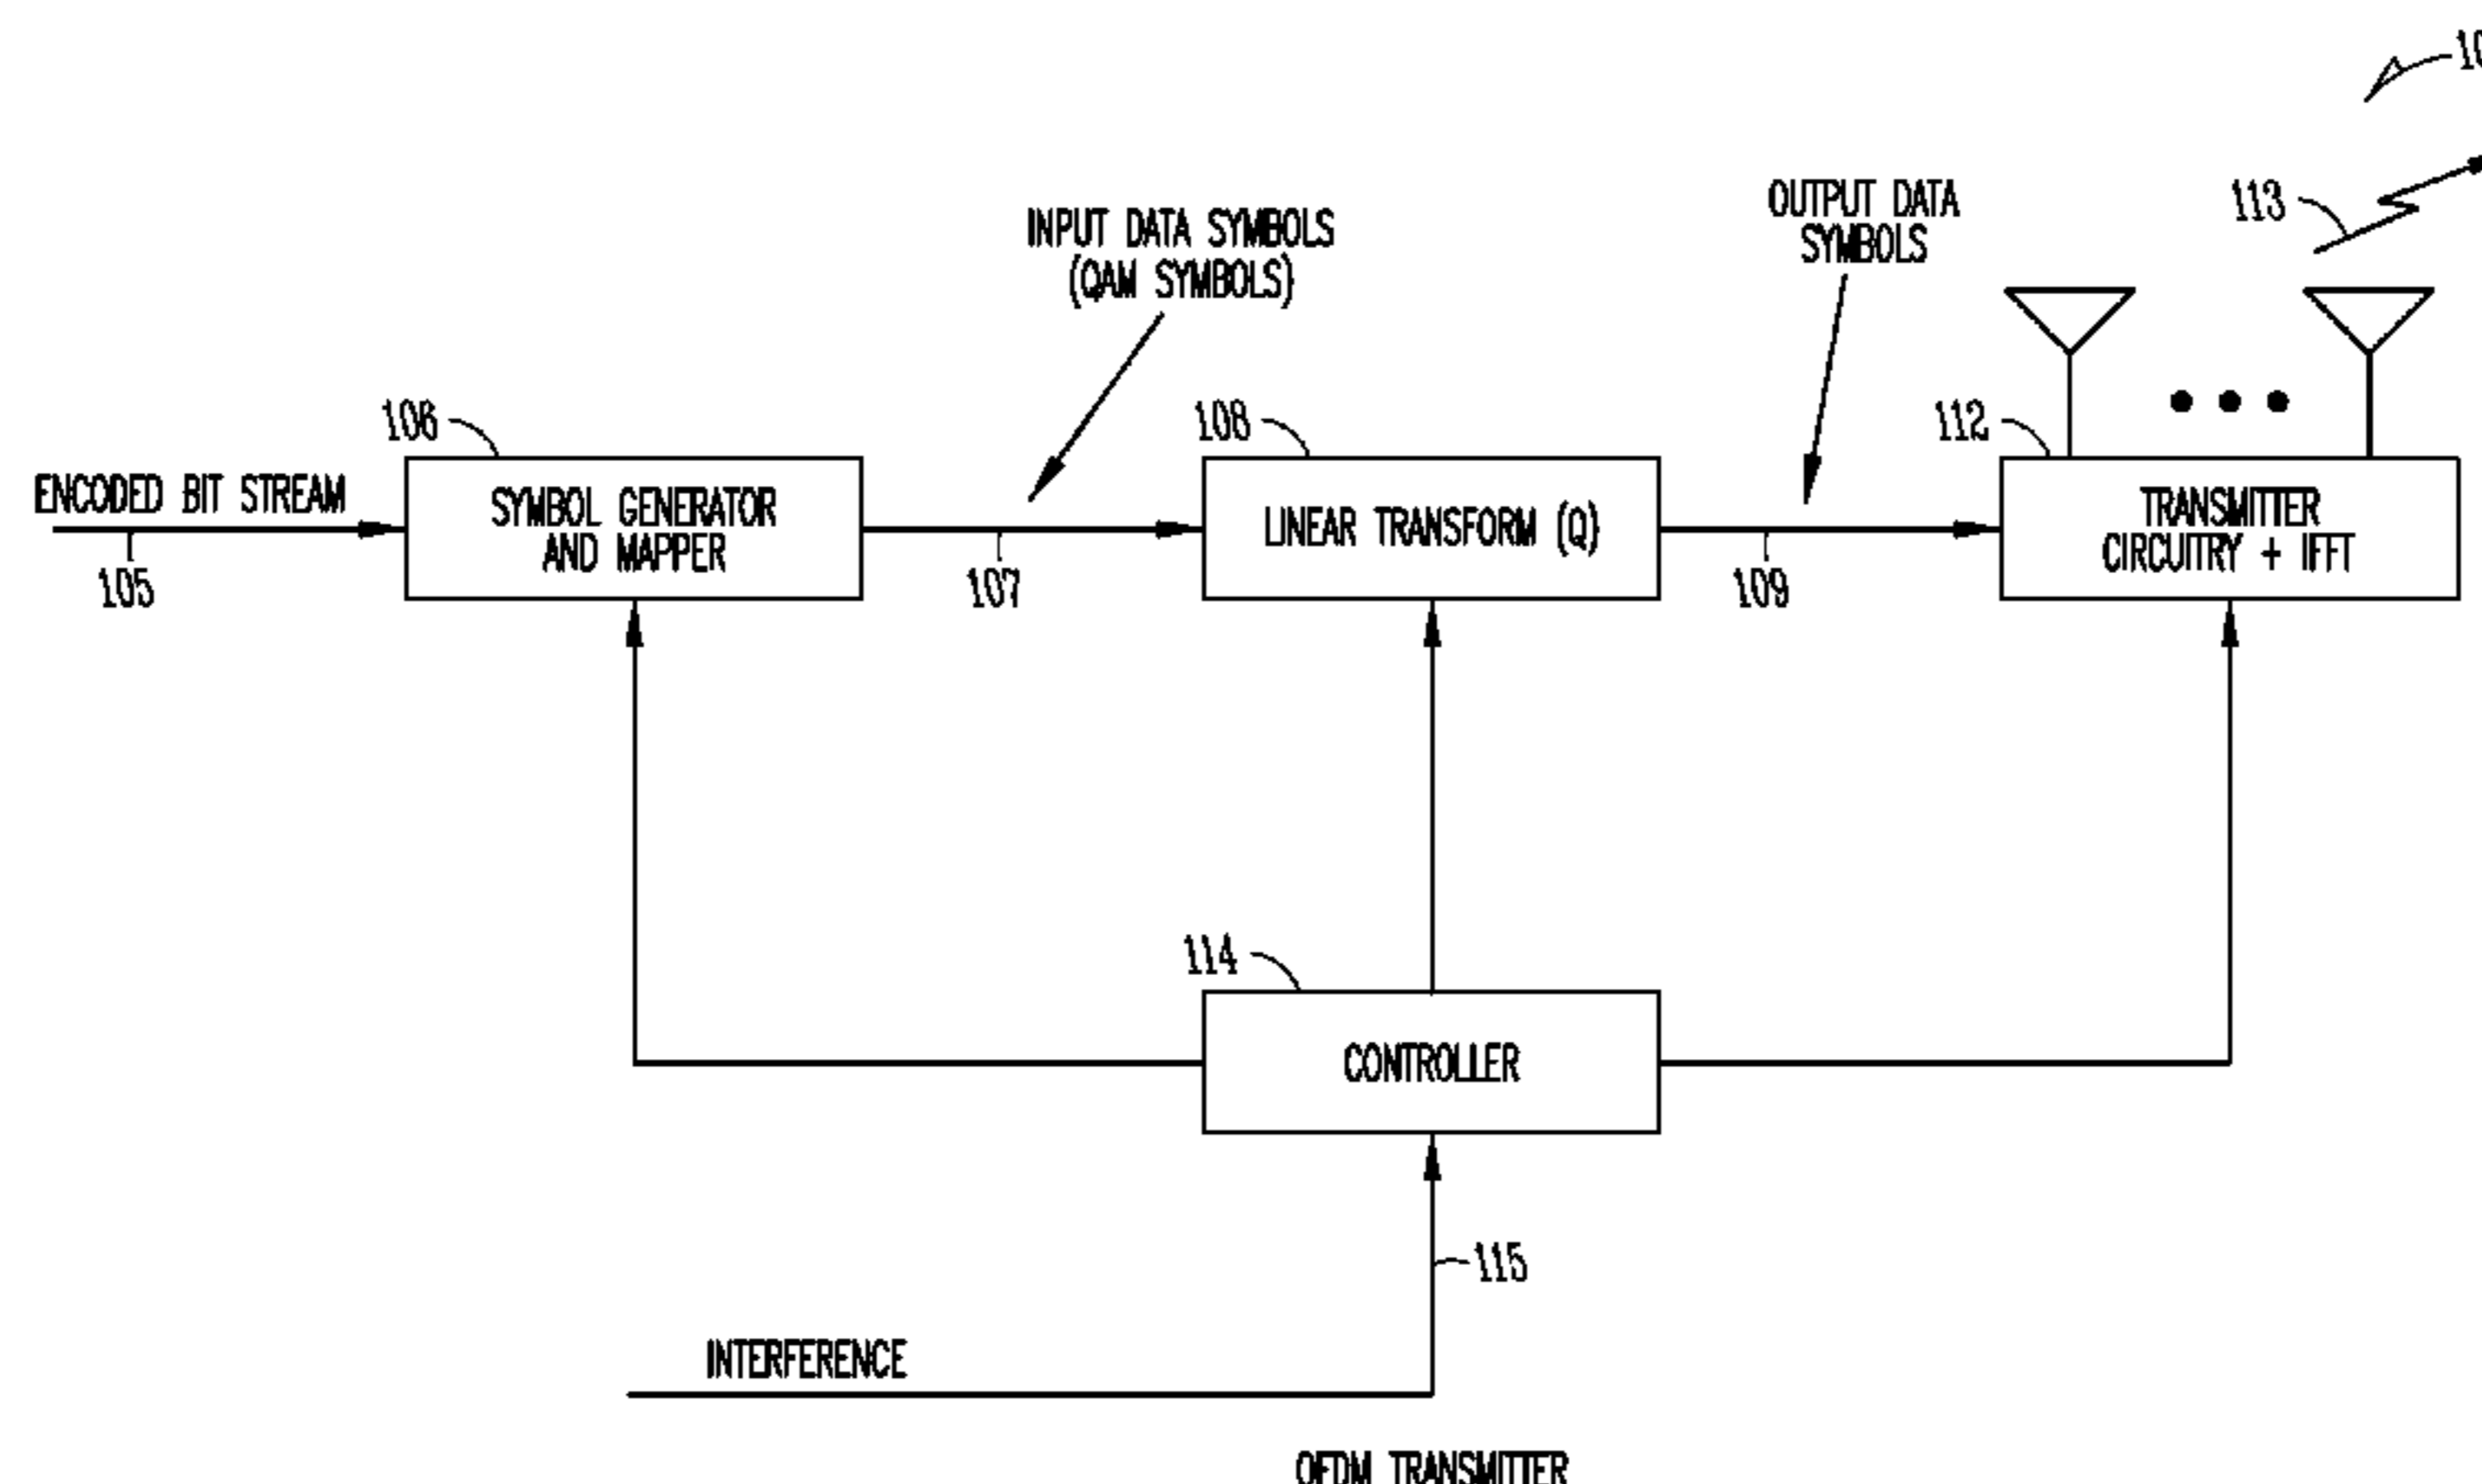 113
INPUT DATA SYMBOLS
(QAM SYMBOLS)
OUTPUT DATA
SYMBOLS
106
108
112
ENCODED BIT STREAM
SYMBOL GENERATOR
AND MAPPER
LINEAR TRANSFORM (Q)
TRANSMITTER
CIRCUITRY + IFFT
105
107
109
114
CONTROLLER
115
INTERFERENCE
OFDM TRANSMITTER